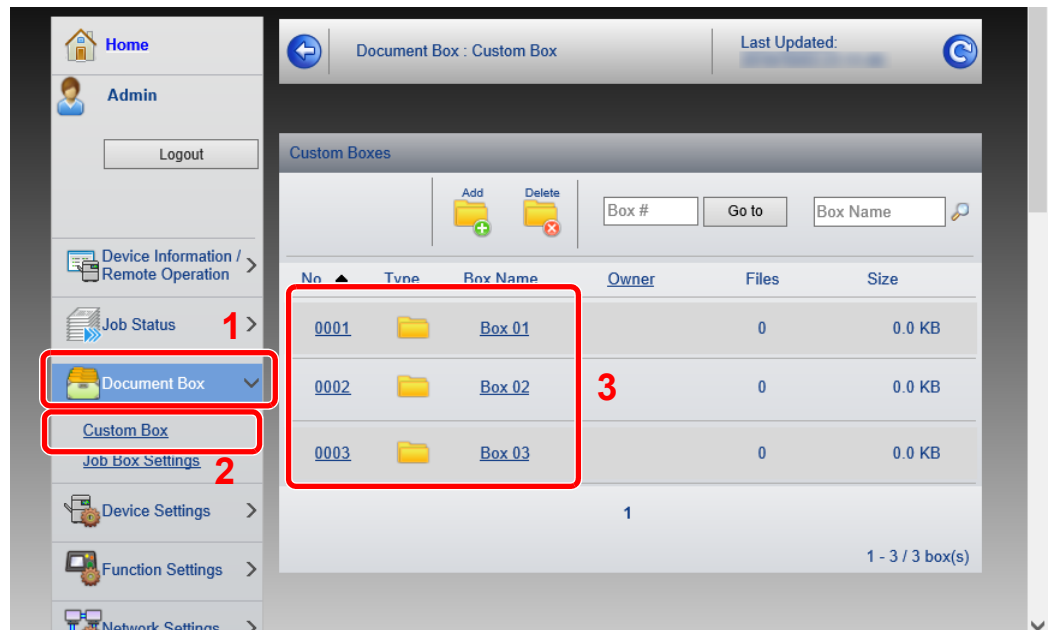 Home
Admin
Logout
Device Information /
Remote Operation
Job Status
1
Document Box
Custom Box
Job Box Settings
2
Device Settings
Function Settings
Network Settings
Document Box : Custom Box
Last Updated:
Custom Boxes
Add Delete
Box # Go to Box Name
No. Type Box Name Owner Files Size
0001 Box 01 0 0.0 KB
0002 Box 02 0 0.0 KB
3
0003 Box 03 0 0.0 KB
1
1 - 3 / 3 box(s)